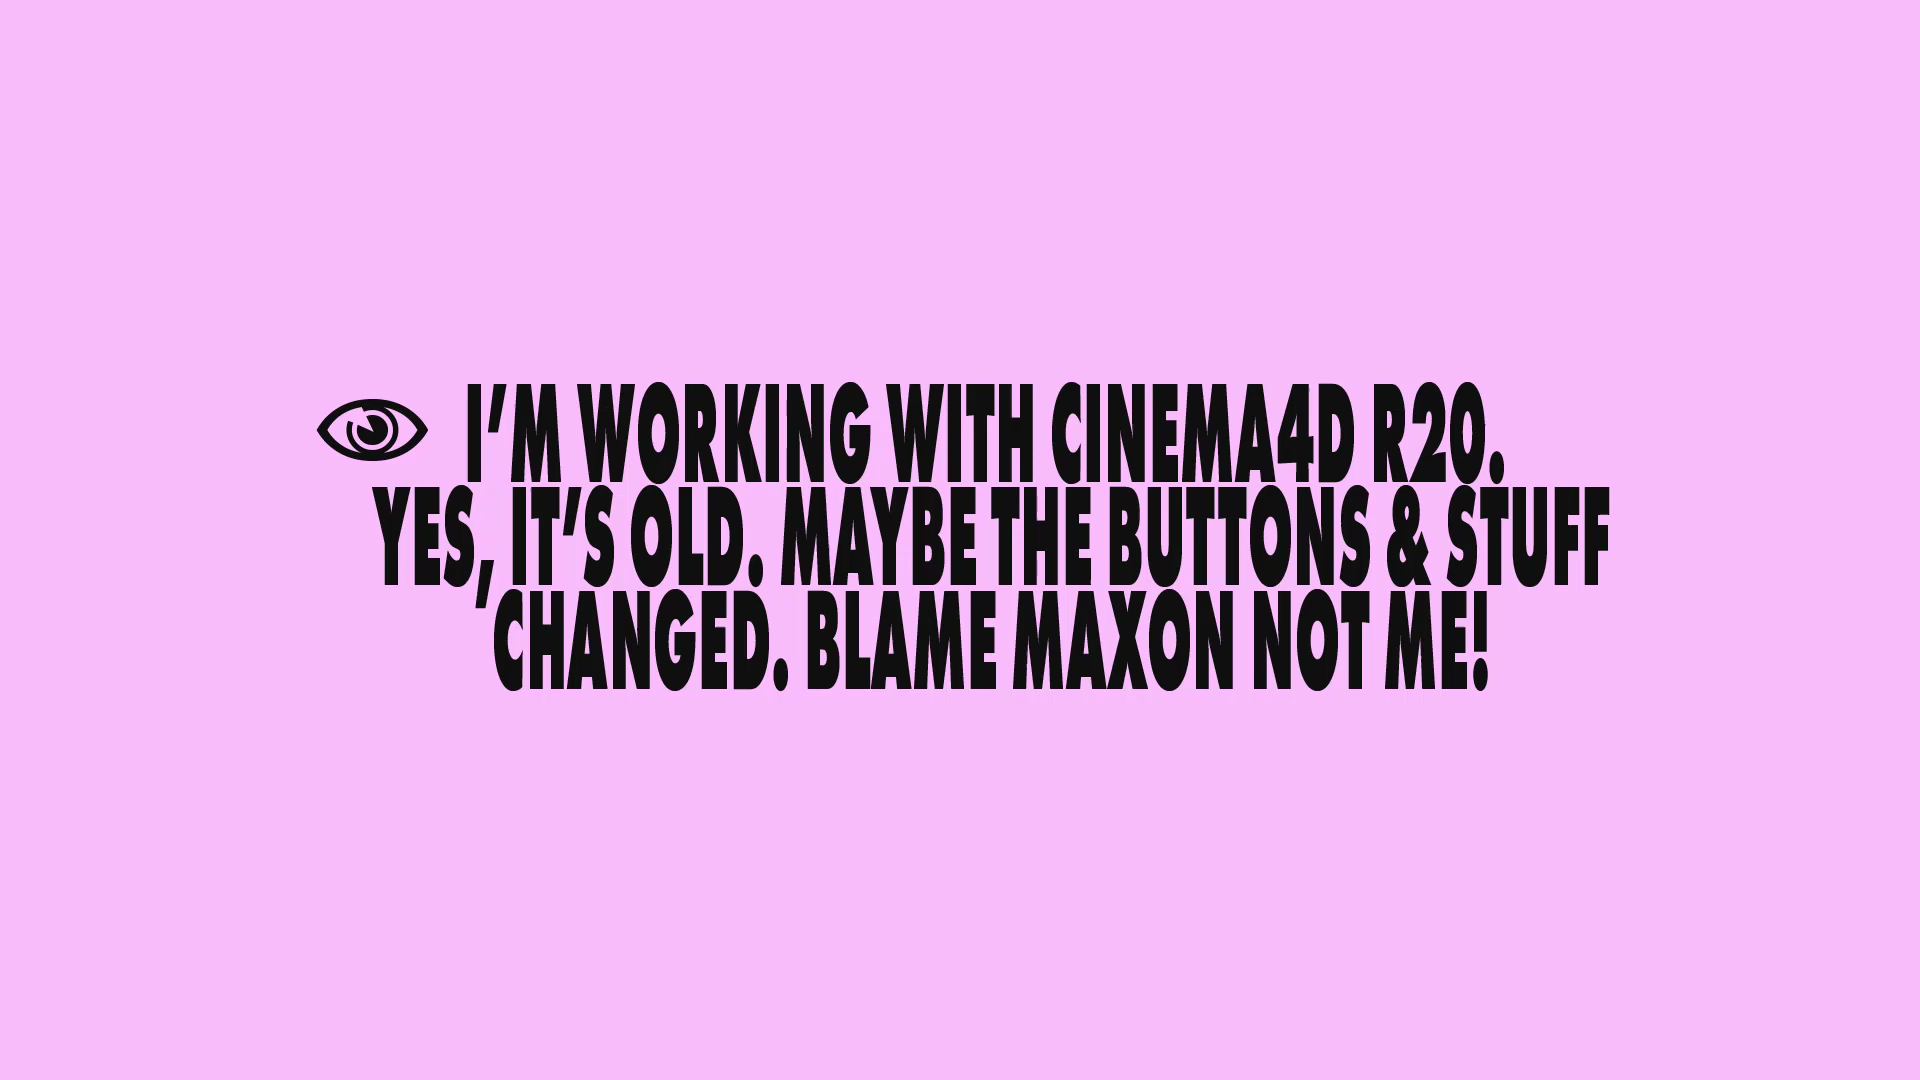 I'M WORKING WITH CINEMA4D R20.
YES, IT'S OLD. MAYBE THE BUTTONS & STUFF
CHANGED. BLAME MAXON NOT ME!